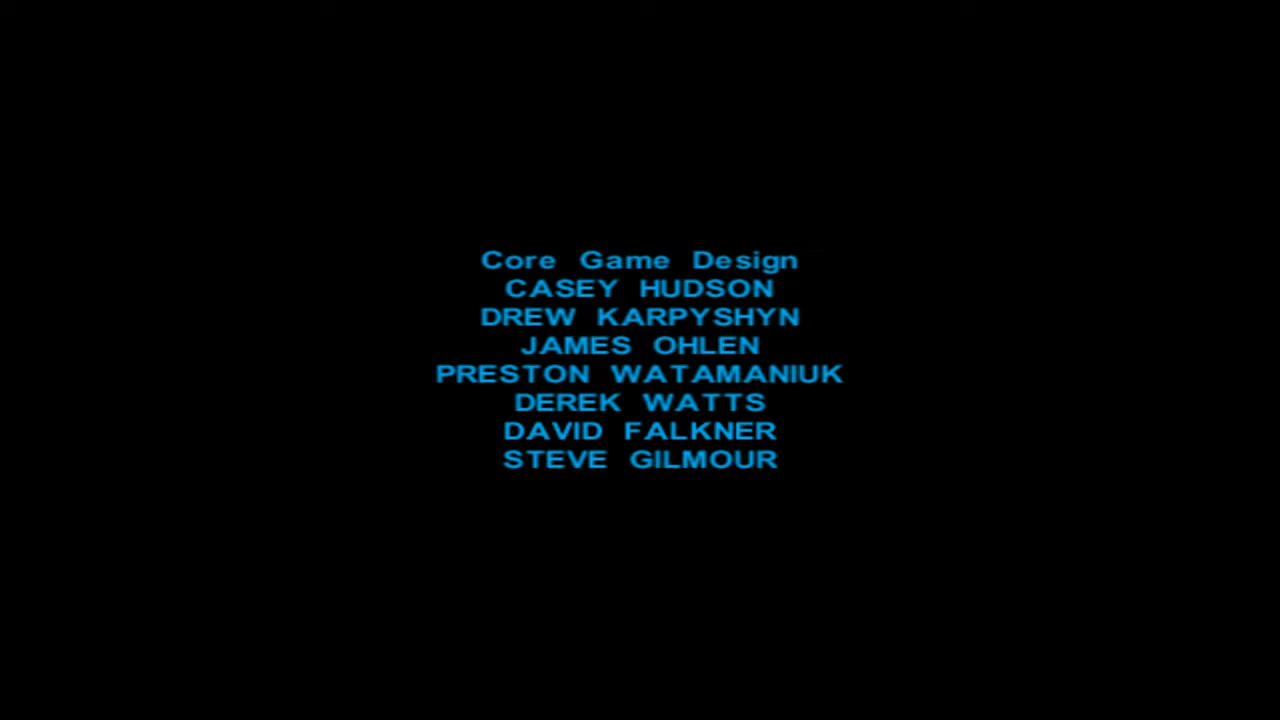 Core Game Design
CASEY HUDSON
DREW KARPYSHYN
JAMES OHLEN
PRESTON WATAMANIUK
DEREK WATTS
DAVID FALKNER
STEVE GILMOUR